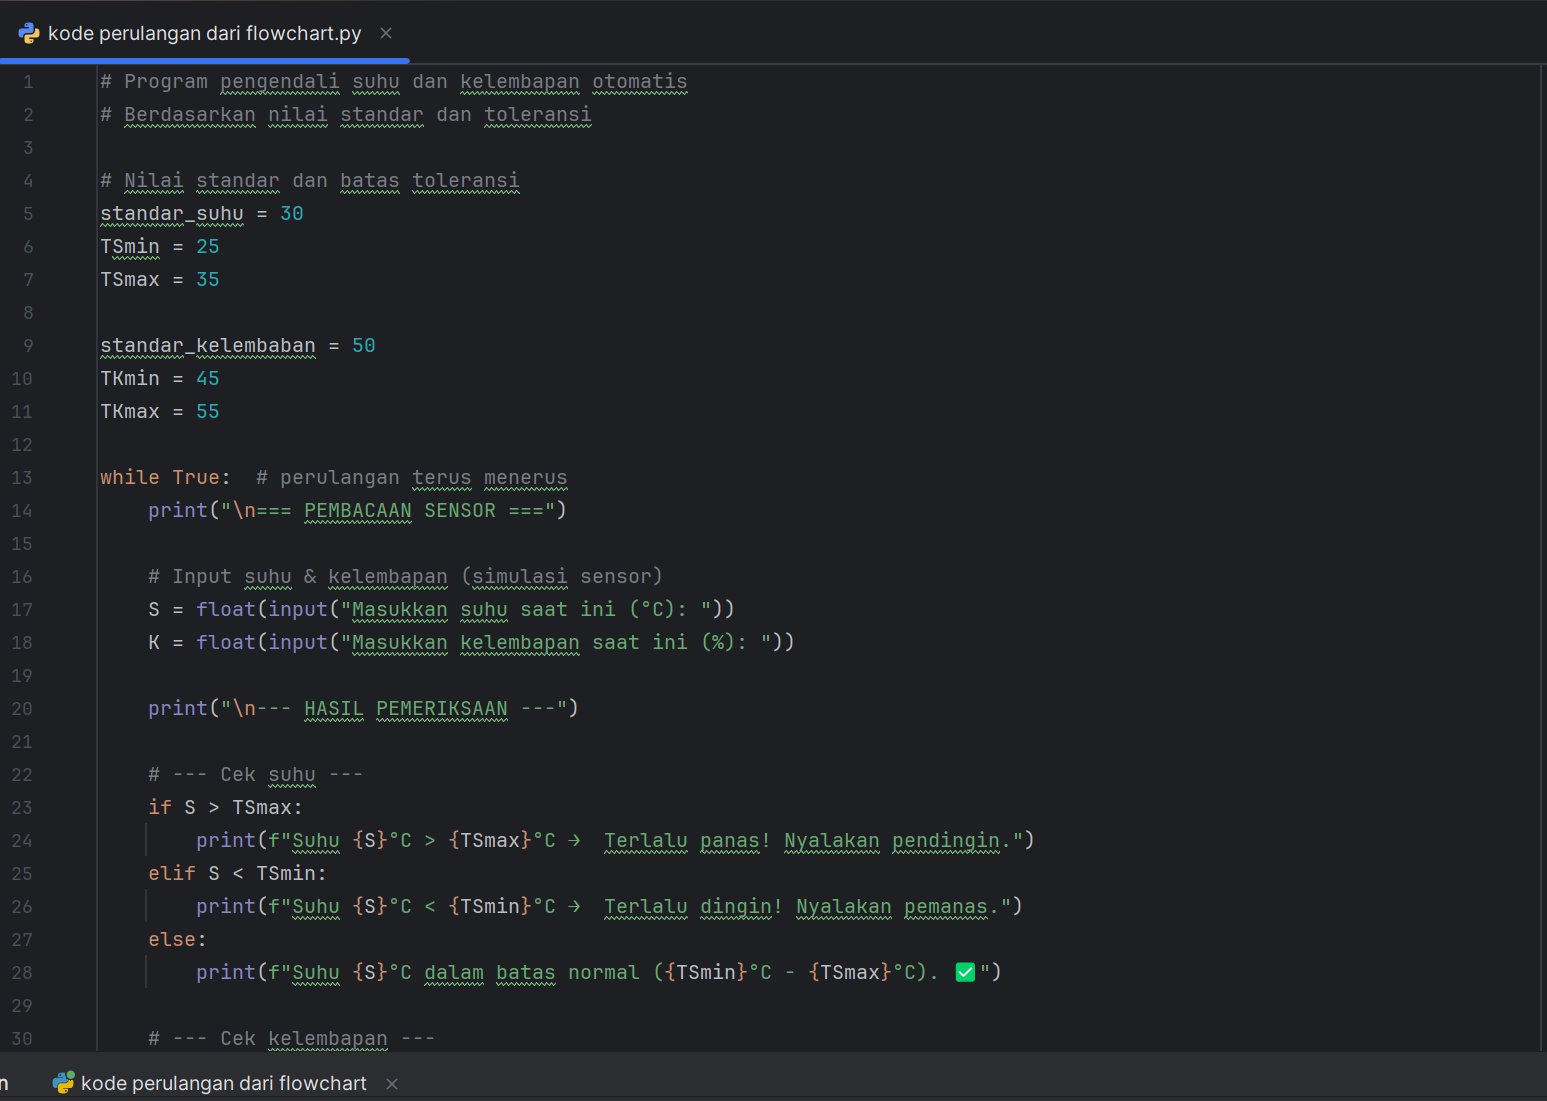 kode perulangan dari flowchart.py
1 # Program pengendali suhu dan kelembapan otomatis
2 # Berdasarkan nilai standar dan toleransi
3
4 # Nilai standar dan batas toleransi
5 standar_suhu = 30
6 TSmin = 25
7 TSmax = 35
8
9 standar_kelembaban = 50
10 TKmin = 45
11 TKmax = 55
12
13 while True:  # perulangan terus menerus
14     print("\n=== PEMBACAAN SENSOR ===")
15
16     # Input suhu & kelembapan (simulasi sensor)
17     S = float(input("Masukkan suhu saat ini (°C): "))
18     K = float(input("Masukkan kelembapan saat ini (%): "))
19
20     print("\n--- HASIL PEMERIKSAAN ---")
21
22     # --- Cek suhu ---
23     if S > TSmax:
24         print(f"Suhu {S}°C > {TSmax}°C →  Terlalu panas! Nyalakan pendingin.")
25     elif S < TSmin:
26         print(f"Suhu {S}°C < {TSmin}°C →  Terlalu dingin! Nyalakan pemanas.")
27     else:
28         print(f"Suhu {S}°C dalam batas normal ({TSmin}°C - {TSmax}°C). ✅")
29
30     # --- Cek kelembapan ---
n kode perulangan dari flowchart